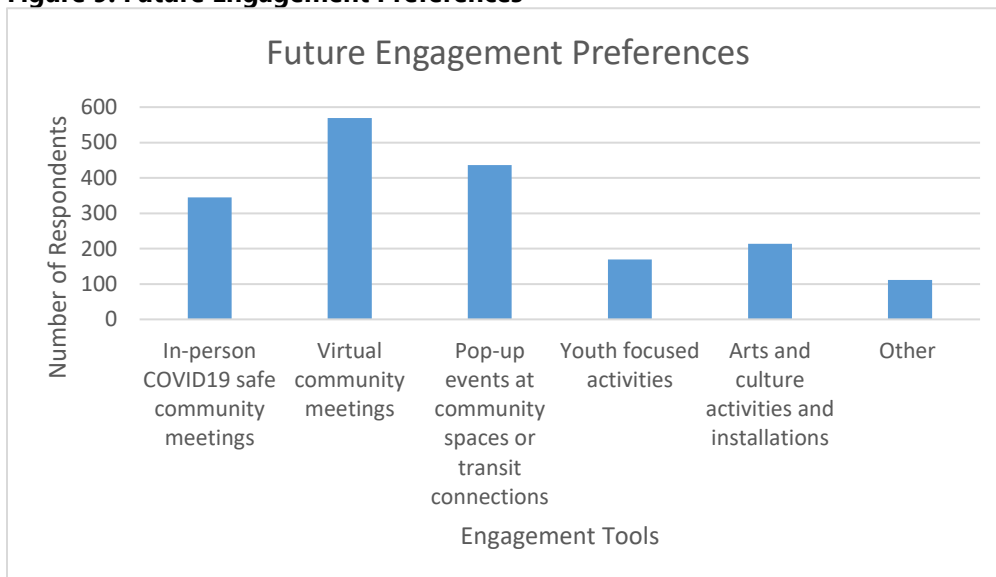 Figure Future Engagement Preferences
Future Engagement Preferences
Number of Respondents
600
500
400
300
200
100
0
In-person
COVID19 safe
community
meetings
Virtual
community
meetings
Pop-up
events at
community
spaces or
transit
connections
Youth focused
activities
Arts and
culture
activities and
installations
Other
Engagement Tools